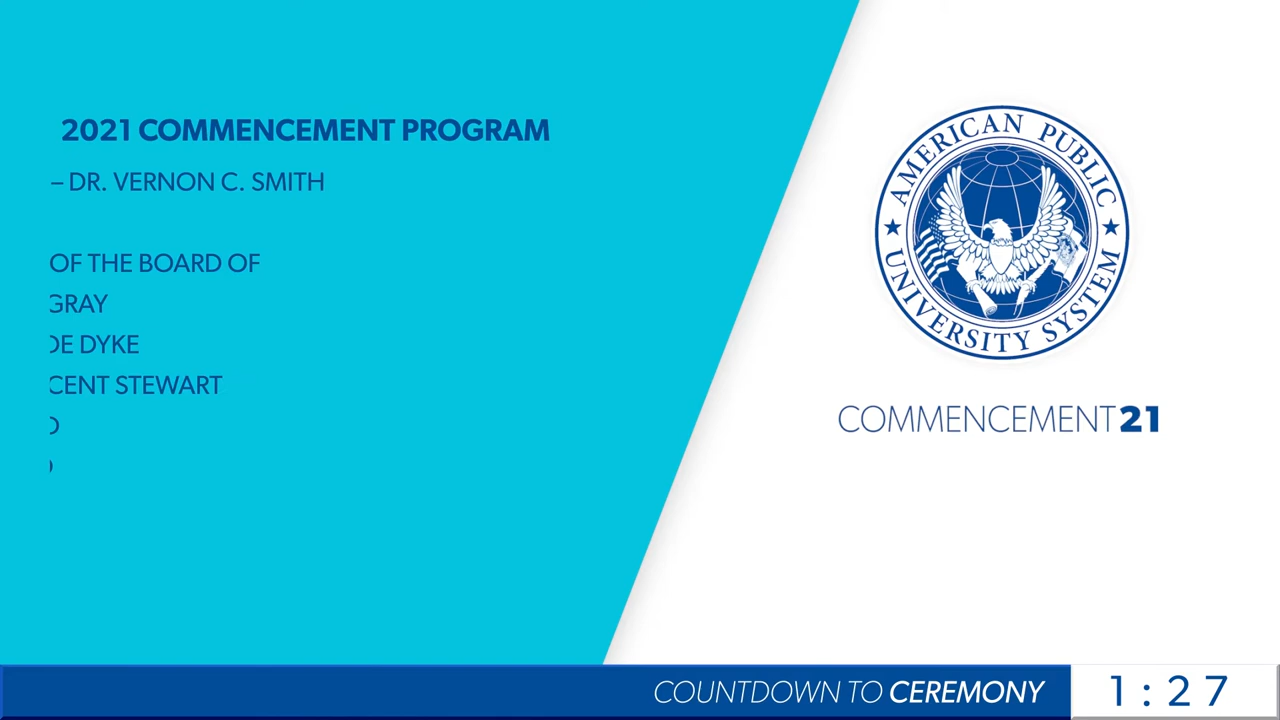 2021 COMMENCEMENT PROGRAM
– DR. VERNON C. SMITH
OF THE BOARD OF
GRAY
DE DYKE
CENT STEWART
AMERICAN PUBLIC
UNIVERSITY SYSTEM
COMMENCEMENT21
COUNTDOWN TO CEREMONY
1:27